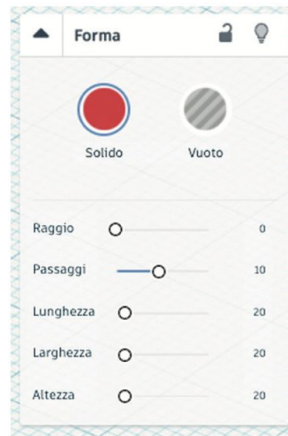 Forma
Solido Vuoto
Raggio 0
Passaggi 10
Lunghezza 20
Larghezza 20
Altezza 20